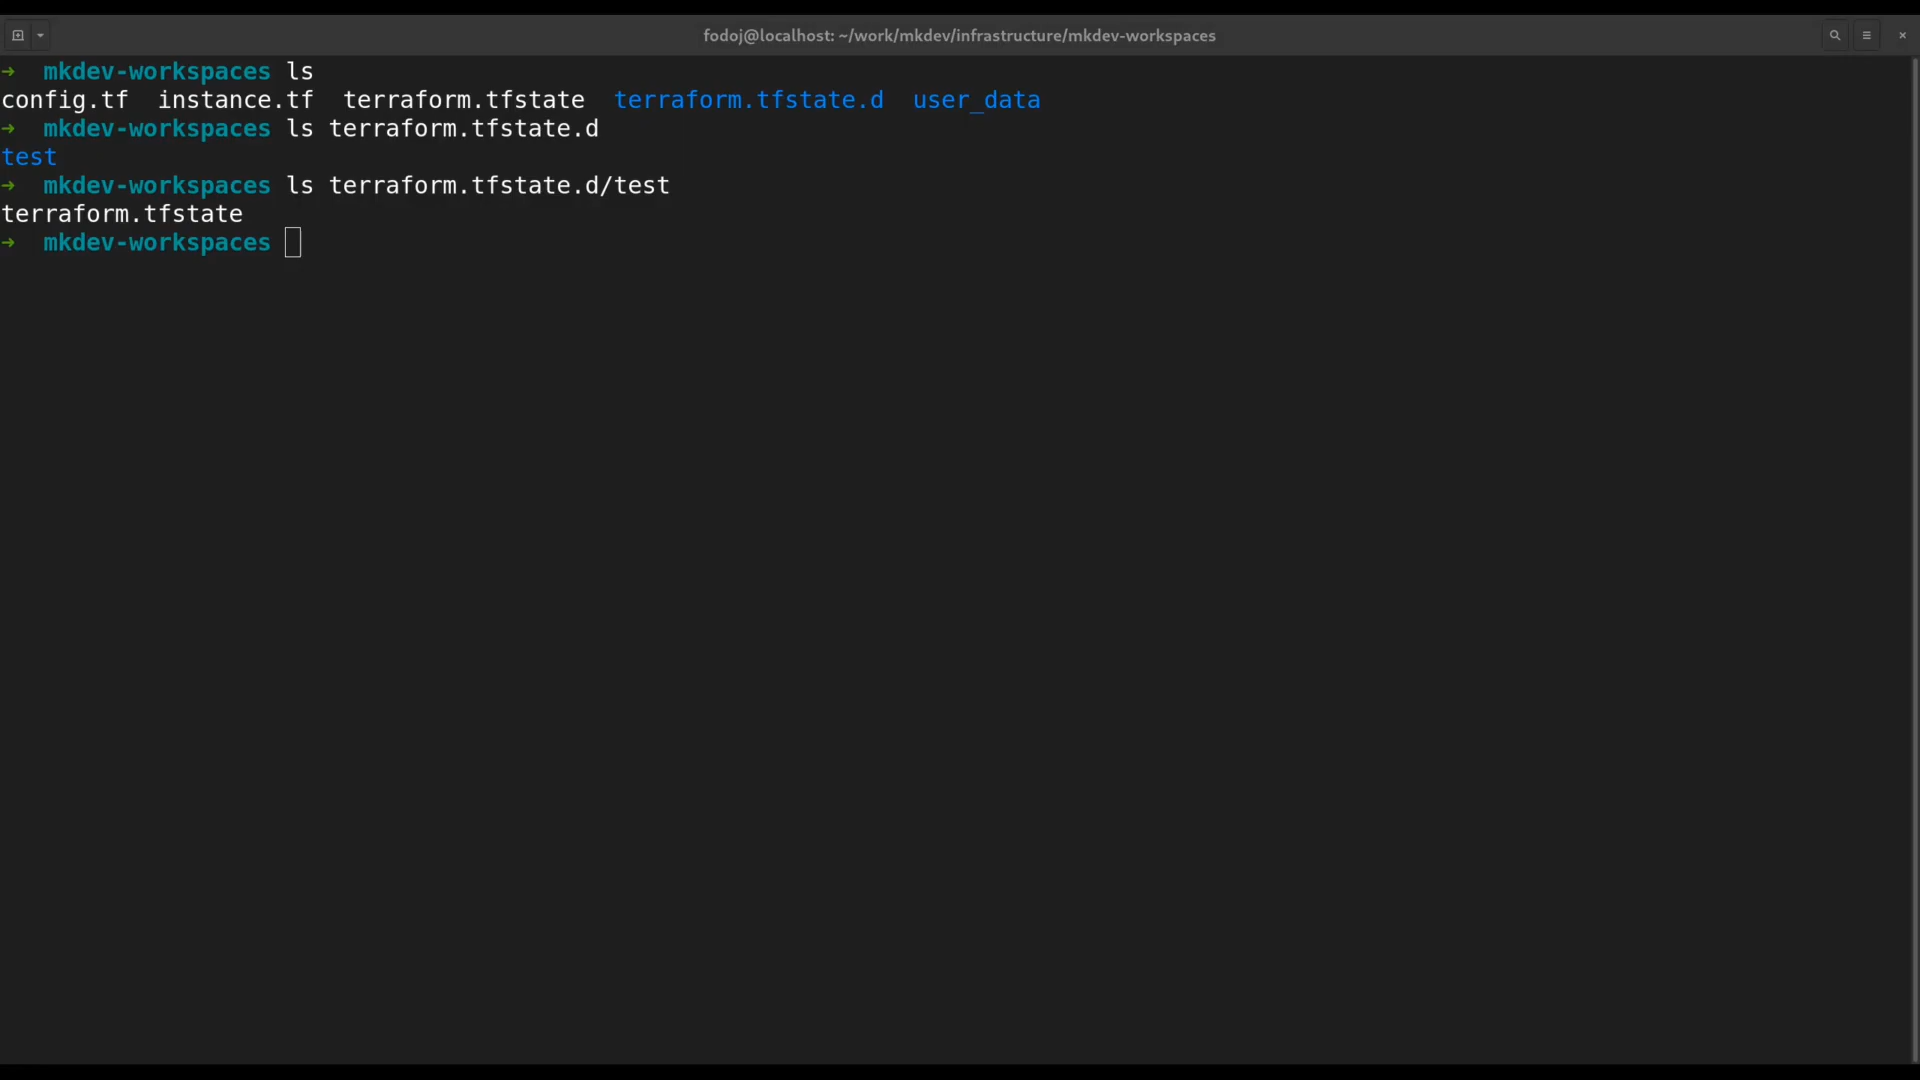 fodoj@localhost: ~/work/mkdev/infrastructure/mkdev-workspaces
➜ mkdev-workspaces ls
config.tf instance.tf terraform.tfstate terraform.tfstate.d user_data
➜ mkdev-workspaces ls terraform.tfstate.d
test
➜ mkdev-workspaces ls terraform.tfstate.d/test
terraform.tfstate
➜ mkdev-workspaces